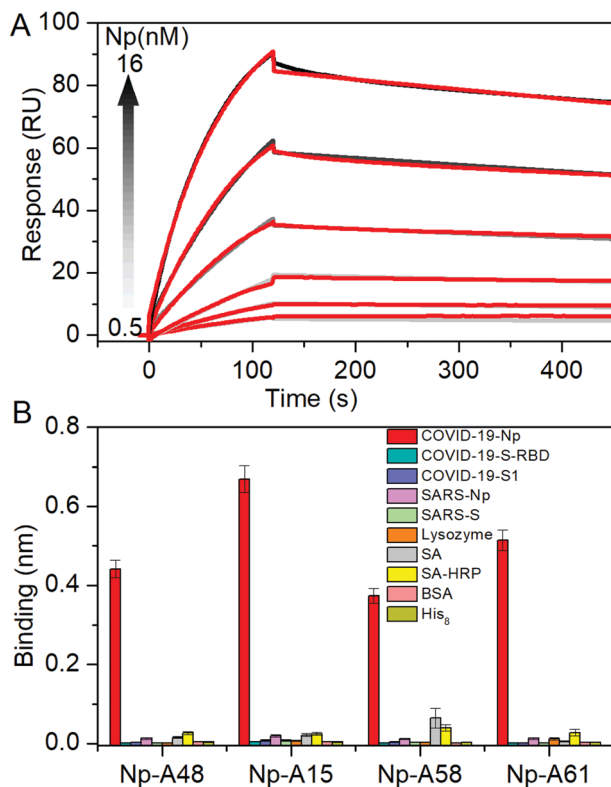 A
Np(nM)
16
0.5
100
80
60
40
20
0
Response (RU)
0 100 200 300 400
Time (s)
B
0.8
0.6
0.4
0.2
0.0
Binding (nm)
COVID-19-Np
COVID-19-S-RBD
COVID-19-S1
SARS-Np
SARS-S
Lysozyme
SA
SA-HRP
BSA
His₈
Np-A48 Np-A15 Np-A58 Np-A61